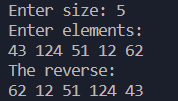 Enter size: 5
Enter elements:
43 124 51 12 62
The reverse:
62 12 51 124 43